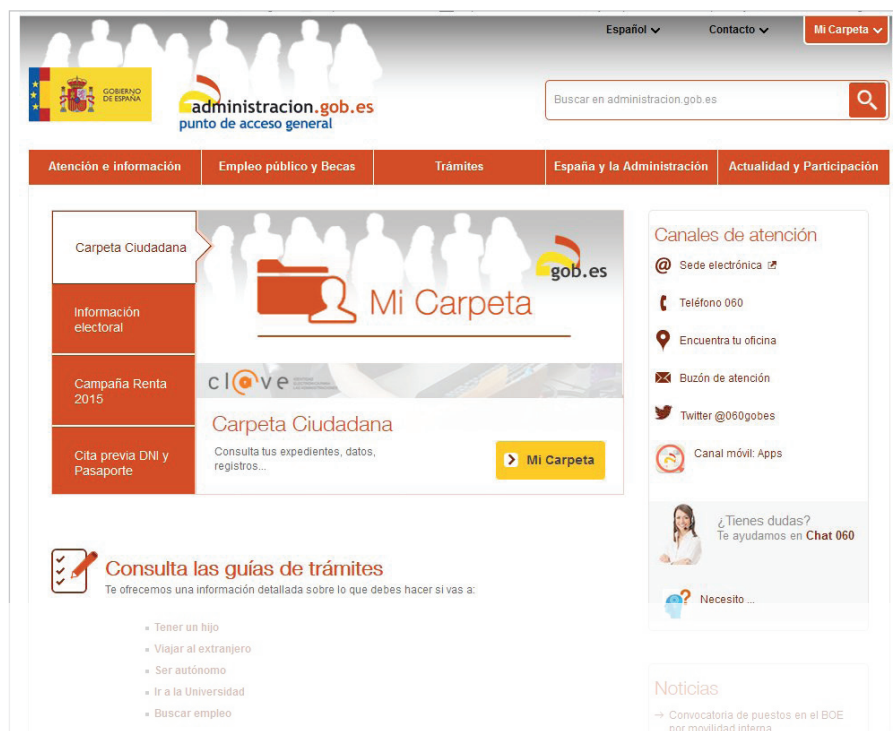 Español
Contacto
Mi Carpeta
GOBIERNO
DE ESPAÑA
administracion.gob.es
punto de acceso general
Buscar en administracion.gob.es
Atención e información
Empleo público y Becas
Trámites
España y la Administración
Actualidad y Participación
Carpeta Ciudadana
Información
electoral
Campaña Renta
2015
Cita previa DNI y
Pasaporte
gob.es
Mi Carpeta
cl@ve
Carpeta Ciudadana
Consulta tus expedientes, datos,
registros...
Mi Carpeta
Canales de atención
Sede electrónica
Teléfono 060
Encuentra tu oficina
Buzón de atención
Twitter @060gobes
Canal móvil: Apps
¿Tienes dudas?
Te ayudamos en Chat 060
Necesito ...
Consulta las guías de trámites
Te ofrecemos una información detallada sobre lo que debes hacer si vas a:
Tener un hijo
Viajar al extranjero
Ser autónomo
Ir a la Universidad
Buscar empleo
Noticias
→ Convocatoria de puestos en el BOE
por movilidad interna